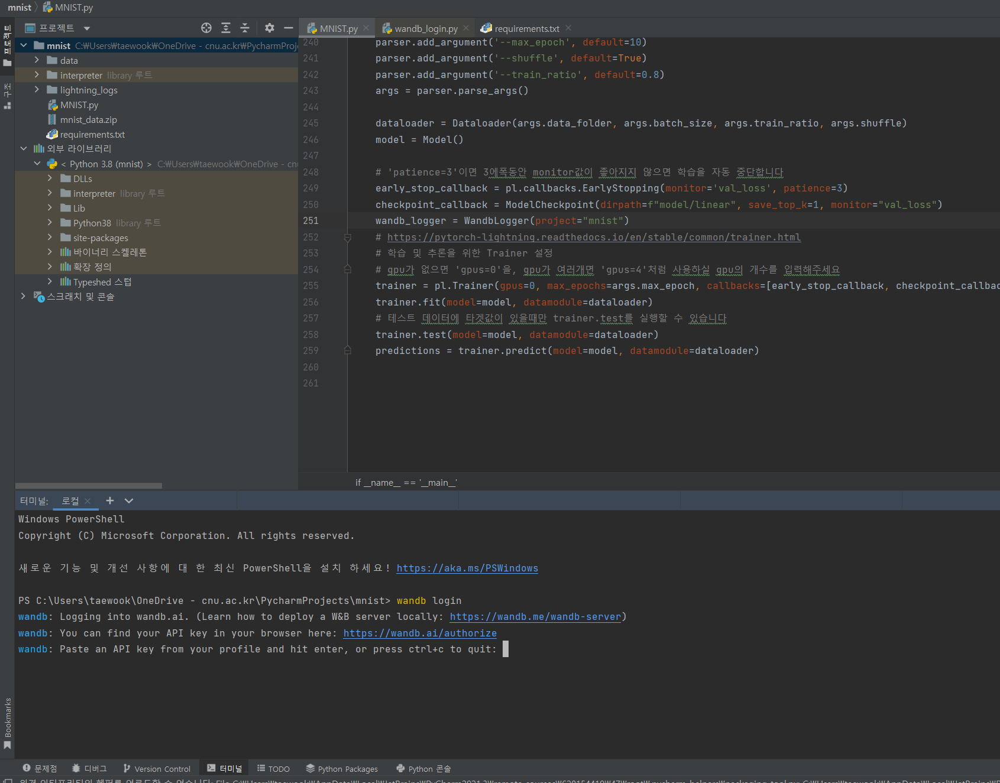 mnist 〉 MNIST.py
프로젝트
구조
프로젝트
mnist C:₩Users₩taewook₩OneDrive - cnu.ac.kr₩PycharmProj
data
interpreter library 루트
lightning_logs
MNIST.py
mnist_data.zip
requirements.txt
외부 라이브러리
< Python 3.8 (mnist) > C:₩Users₩taewook₩OneDrive - cnu
DLLs
interpreter library 루트
Lib
Python38 library 루트
site-packages
바이너리 스켈레톤
확장 정의
Typeshed 스텁
스크래치 및 콘솔
MNIST.py wandb_login.py requirements.txt
240 parser.add_argument('--max_epoch', default=10)
241 parser.add_argument('--shuffle', default=True)
242 parser.add_argument('--train_ratio', default=0.8)
243 args = parser.parse_args()
244
245 dataloader = Dataloader(args.data_folder, args.batch_size, args.train_ratio, args.shuffle)
246 model = Model()
247
248 # 'patience=3'이면 3에폭동안 monitor값이 좋아지지 않으면 학습을 자동 중단합니다
249 early_stop_callback = pl.callbacks.EarlyStopping(monitor='val_loss', patience=3)
250 checkpoint_callback = ModelCheckpoint(dirpath=f"model/linear", save_top_k=1, monitor="val_loss")
251 wandb_logger = WandbLogger(project="mnist")
252 # https://pytorch-lightning.readthedocs.io/en/stable/common/trainer.html
253 # 학습 및 추론을 위한 Trainer 설정
254 # gpu가 없으면 'gpus=0'을, gpu가 여러개면 'gpus=4'처럼 사용하실 gpu의 개수를 입력해주세요
255 trainer = pl.Trainer(gpus=0, max_epochs=args.max_epoch, callbacks=[early_stop_callback, checkpoint_callbac
256 trainer.fit(model=model, datamodule=dataloader)
257 # 테스트 데이터에 타겟값이 있을때만 trainer.test를 실행할 수 있습니다
258 trainer.test(model=model, datamodule=dataloader)
259 predictions = trainer.predict(model=model, datamodule=dataloader)
260
261
if __name__ == '__main__'
터미널: 로컬
Windows PowerShell
Copyright (C) Microsoft Corporation. All rights reserved.
새로운 기능 및 개선 사항에 대 한 최신 PowerShell을 설치 하세요! https://aka.ms/PSWindows
PS C:\Users\taewook\OneDrive - cnu.ac.kr\PycharmProjects\mnist> wandb login
wandb: Logging into wandb.ai. (Learn how to deploy a W&B server locally: https://wandb.me/wandb-server)
wandb: You can find your API key in your browser here: https://wandb.ai/authorize
wandb: Paste an API key from your profile and hit enter, or press ctrl+c to quit:
Bookmarks
문제점 디버그 Version Control 터미널 TODO Python Packages Python 콘솔